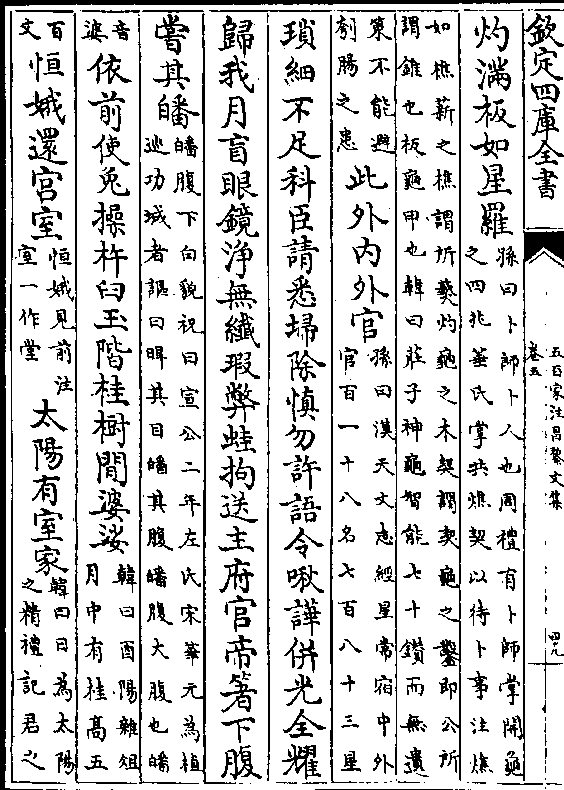 欽定四庫全書
五百家注昌黎文集
卷五
四九
灼滿板如星羅孫曰卜師卜人也周禮有卜師掌開龜
之四兆菙氏掌共燋契以待卜事注燋
如樵薪之樵謂所爇灼龜之木契謂契龜之鑿即公所
謂錐也板龜甲也韓曰莊子神龜智能七十鑽而無遺
筞不能避
刳腸之患此外内外官孫曰漢天文志經星常宿中外
官百一十八名七百八十三星
瑣細不足科臣請悉掃除慎勿許語令啾譁併光全耀
歸我月盲眼鏡淨無纖瑕弊蛙拘送主府官帝箸下腹
嘗其皤皤腹下白貌祝曰宣公二年左氏宋華元為植
巡功城者謳曰睅其目皤其腹皤腹大腹也皤
音
婆依前使兔操杵臼玉階桂樹閒婆娑韓曰酉陽雜俎
月中有桂高五
百
丈恒娥還宫室恒娥見前注
室一作堂太陽有室家韓曰日為太陽
之精禮記君之